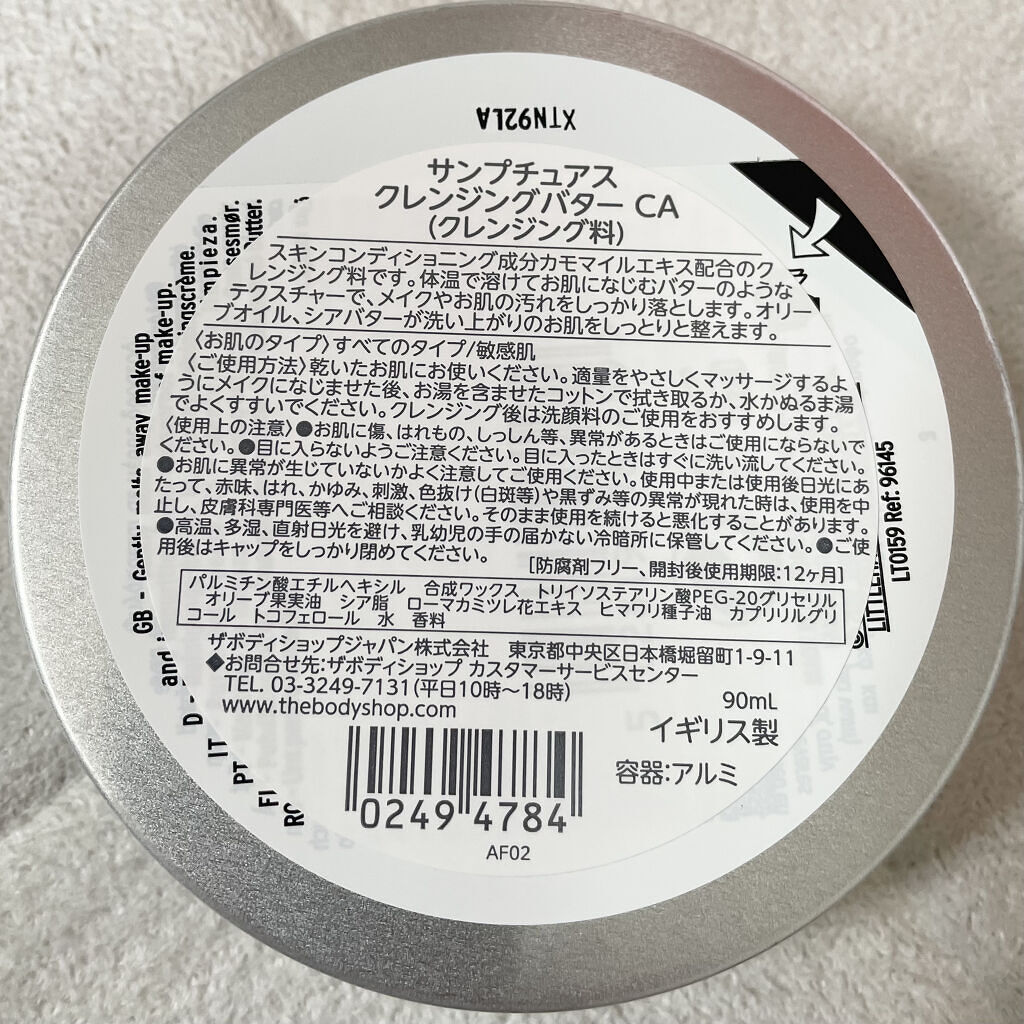 XTN92LA
サンプチュアス
クレンジングバター CA
(クレンジング料)
スキンコンディショニング成分カモマイルエキス配合のク
レンジング料です。体温で溶けてお肌になじむバターのような
テクスチャーで、メイクやお肌の汚れをしっかり落とします。オリー
ブオイル、シアバターが洗い上がりのお肌をしっとりと整えます。
〈お肌のタイプ〉すべてのタイプ/敏感肌
〈ご使用方法〉乾いたお肌にお使いください。適量をやさしくマッサージするよ
うにメイクになじませた後、お湯を含ませたコットンで拭き取るか、水かぬるま湯
でよくすすいでください。クレンジング後は洗顔料のご使用をおすすめします。
〈使用上の注意〉●お肌に傷、はれもの、しっしん等、異常があるときはご使用にならないで
ください。●目に入らないようご注意ください。目に入ったときはすぐに洗い流してください。
●お肌に異常が生じていないかよく注意してご使用ください。使用中または使用後日光にあ
たって、赤味、はれ、かゆみ、刺激、色抜け(白斑等)や黒ずみ等の異常が現れた時は、使用を中
止し、皮膚科専門医等へご相談ください。そのまま使用を続けると悪化することがあります。
●高温、多湿、直射日光を避け、乳幼児の手の届かない冷暗所に保管してください。●ご使
用後はキャップをしっかり閉めてください。
[防腐剤フリー、開封後使用期限:12ヶ月]
パルミチン酸エチルヘキシル 合成ワックス トリイソステアリン酸PEG-20グリセリル
オリーブ果実油 シア脂 ローマカミツレ花エキス ヒマワリ種子油 カプリリルグリ
コール トコフェロール 水 香料
ザボディショップジャパン株式会社 東京都中央区日本橋堀留町1-9-11
◆お問合せ先:ザボディショップ カスタマーサービスセンター
TEL. 03-3249-7131(平日10時～18時)
www.thebodyshop.com
90mL
イギリス製
容器:アルミ
0249 4784
AF02
GB - Gently melts away make-up
and
D -
IT
PT
FI
RO
make-up.
LT0159 Ref: 96145